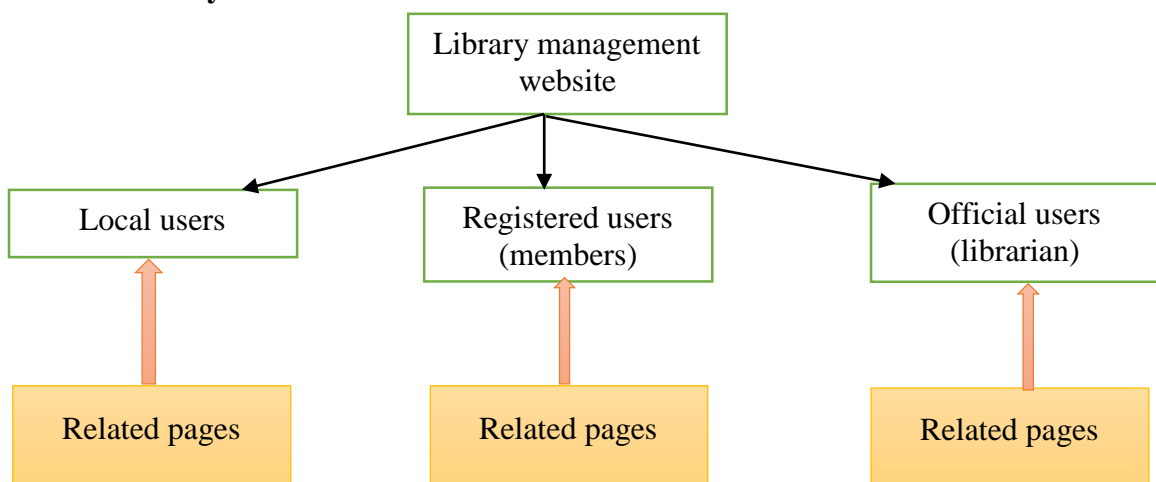 Library management
website
Local users
Registered users
(members)
Official users
(librarian)
Related pages
Related pages
Related pages